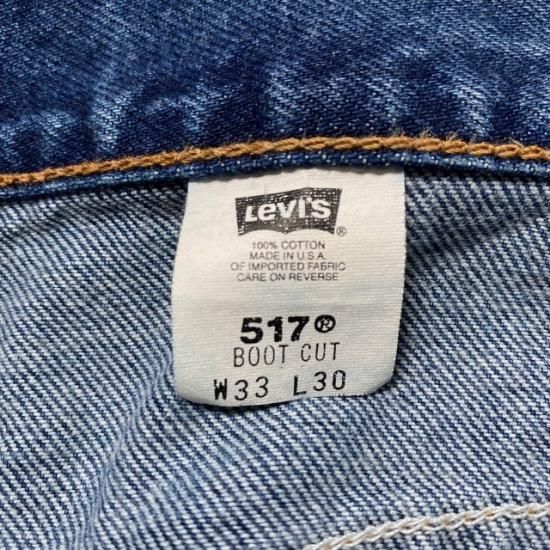 Levi's ®
100% COTTON
MADE IN U.S.A.
OF IMPORTED FABRIC
CARE ON REVERSE
517®
BOOT CUT
W33 L30